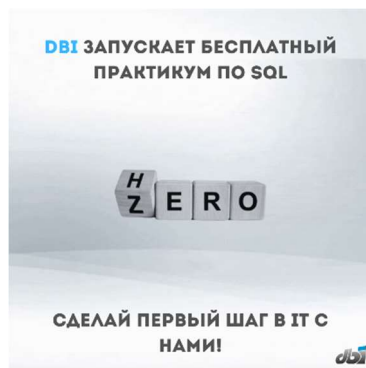 DBI ЗАПУСКАЕТ БЕСПЛАТНЫЙ
ПРАКТИКУМ ПО SQL
H
ZERO
СДЕЛАЙ ПЕРВЫЙ ШАГ В IT С
НАМИ!
dbi